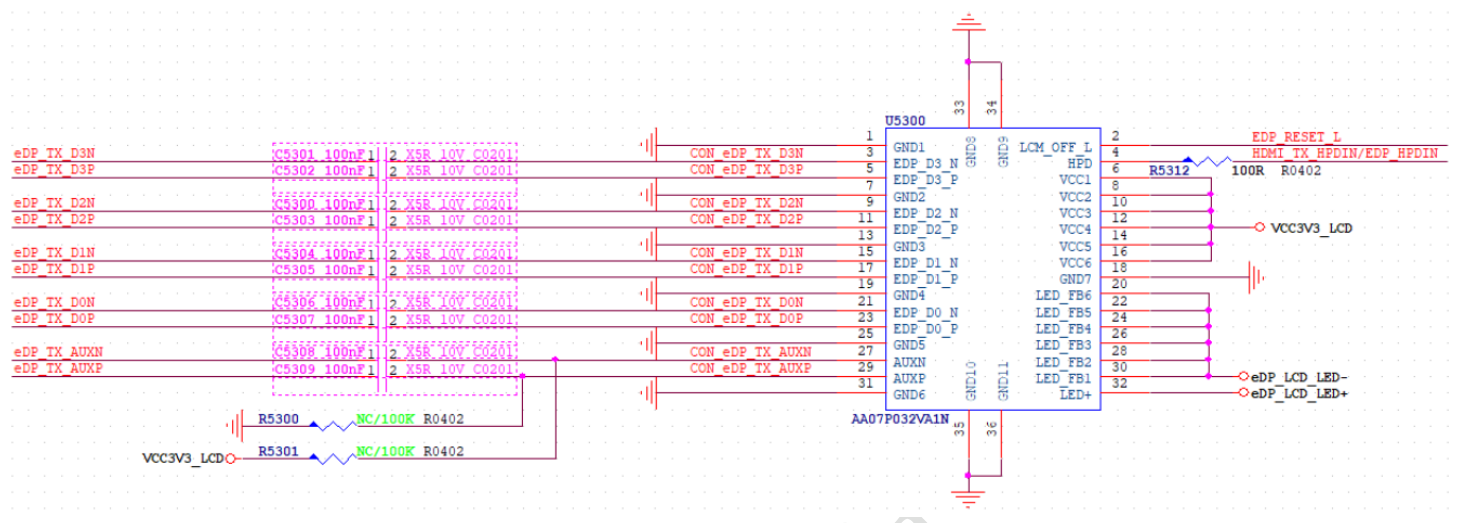 33 34
U5300
1 GND1 GND8 GND9 LCM_OFF_L 2 EDP_RESET_L
eDP_TX_D3N C5301 100nF 1 2 X5R 10V C0201 CON_eDP_TX_D3N 3 EDP_D3_N HPD 4 R5312 100R R0402 HDMI_TX_HPDIN/EDP_HPDIN
eDP_TX_D3P C5302 100nF 1 2 X5R 10V C0201 CON_eDP_TX_D3P 5 EDP_D3_P VCC1 6
7 GND2 VCC2 8
eDP_TX_D2N C5300 100nF 1 2 X5R 10V C0201 CON_eDP_TX_D2N 9 EDP_D2_N VCC3 10
eDP_TX_D2P C5303 100nF 1 2 X5R 10V C0201 CON_eDP_TX_D2P 11 EDP_D2_P VCC4 12 VCC3V3_LCD
13 GND3 VCC5 14
eDP_TX_D1N C5304 100nF 1 2 X5R 10V C0201 CON_eDP_TX_D1N 15 EDP_D1_N VCC6 16
eDP_TX_D1P C5305 100nF 1 2 X5R 10V C0201 CON_eDP_TX_D1P 17 EDP_D1_P GND7 18
19 GND4 LED_FB6 20
eDP_TX_D0N C5306 100nF 1 2 X5R 10V C0201 CON_eDP_TX_D0N 21 EDP_D0_N LED_FB5 22
eDP_TX_D0P C5307 100nF 1 2 X5R 10V C0201 CON_eDP_TX_D0P 23 EDP_D0_P LED_FB4 24
25 GND5 LED_FB3 26
eDP_TX_AUXN C5308 100nF 1 2 X5R 10V C0201 CON_eDP_TX_AUXN 27 AUXN LED_FB2 28
eDP_TX_AUXP C5309 100nF 1 2 X5R 10V C0201 CON_eDP_TX_AUXP 29 AUXP LED_FB1 30 eDP_LCD_LED-
31 GND6 GND10 GND11 LED+ 32 eDP_LCD_LED+
R5300 NC/100K R0402 AA07P032VA1N 35 36
VCC3V3_LCD R5301 NC/100K R0402